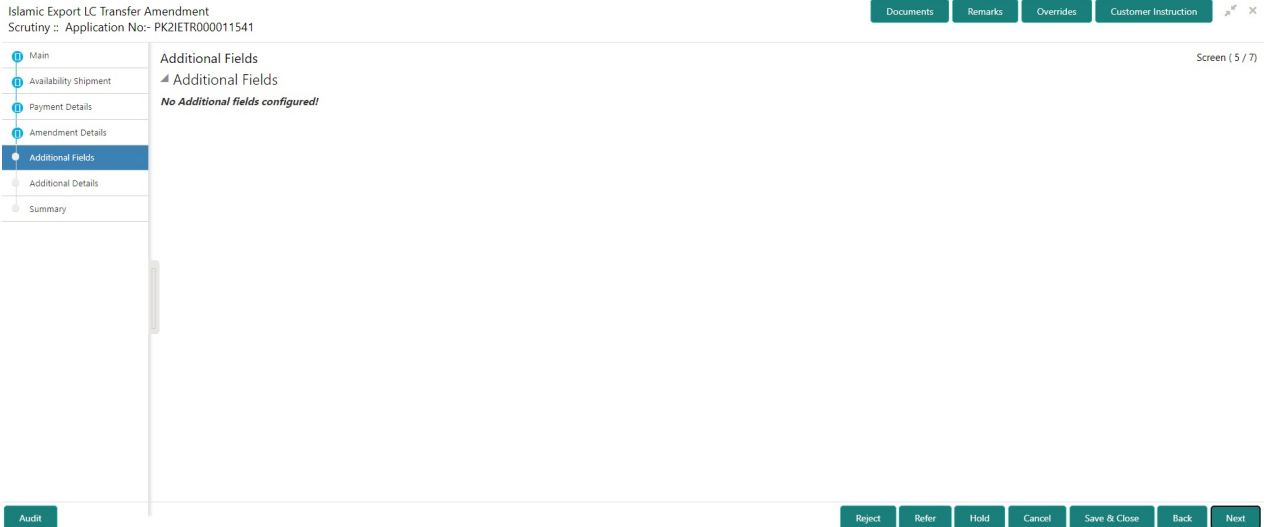 Islamic Export LC Transfer Amendment
Scrutiny :: Application No:- PK2IETR000011541
Documents
Remarks
Overrides
Customer Instruction
Main
Availability Shipment
Payment Details
Amendment Details
Additional Fields
Additional Details
Summary
Additional Fields
Screen ( 5 / 7)
Additional Fields
No Additional fields configured!
Audit
Reject
Refer
Hold
Cancel
Save & Close
Back
Next